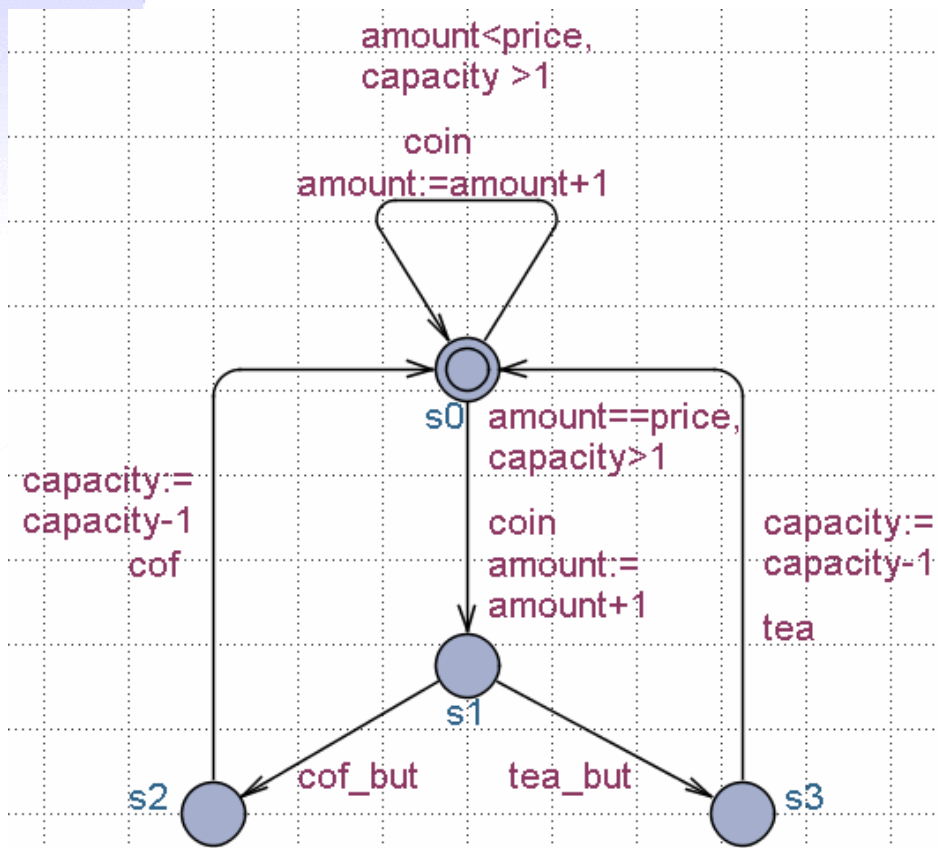 amount<price,
capacity >1
coin
amount:=amount+1
s0
amount==price,
capacity>1
capacity:=
capacity-1
cof
coin
amount:=
amount+1
capacity:=
capacity-1
tea
s1
cof_but
tea_but
s2
s3